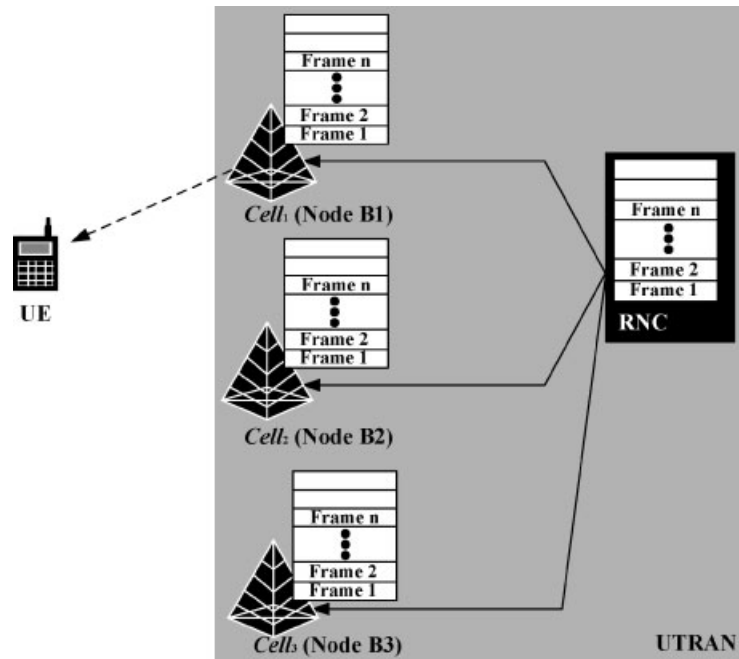 Frame n
Frame 2
Frame 1
Cell₁ (Node B1)
UE
Frame n
Frame 2
Frame 1
Cell₂ (Node B2)
Frame n
Frame 2
Frame 1
Cell₃ (Node B3)
Frame n
Frame 2
Frame 1
RNC
UTRAN